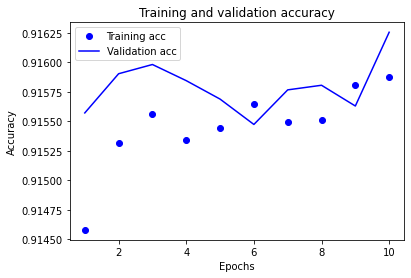 Training and validation accuracy
Training acc
Validation acc
0.91625
0.91600
0.91575
0.91550
0.91525
0.91500
0.91475
0.91450
Accuracy
2 4 6 8 10
Epochs